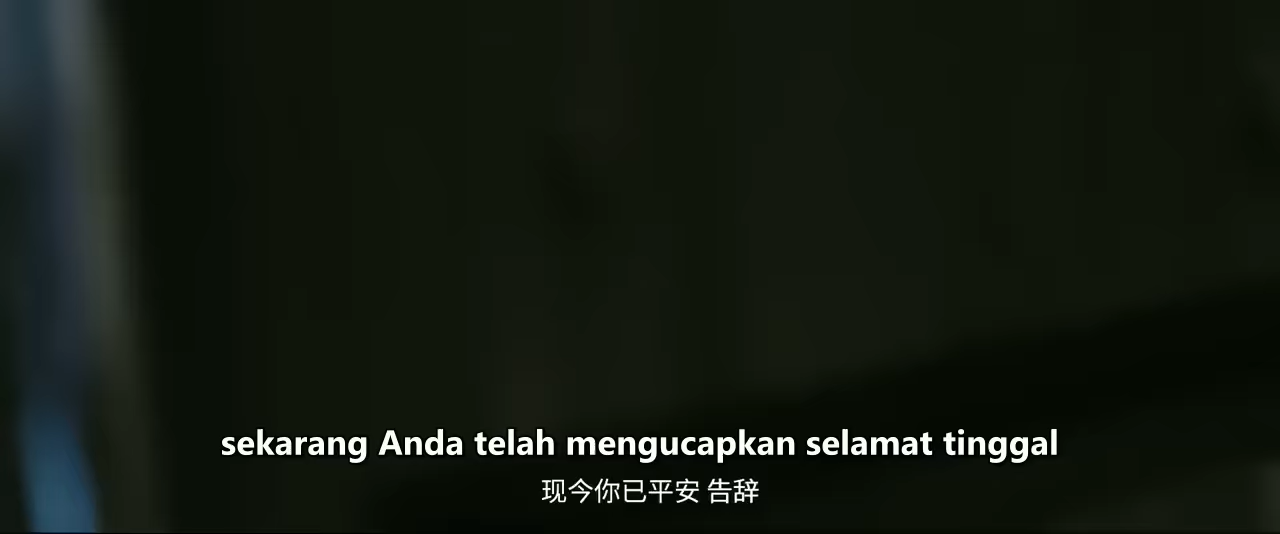 sekarang Anda telah mengucapkan selamat tinggal
现今你已平安 告辞